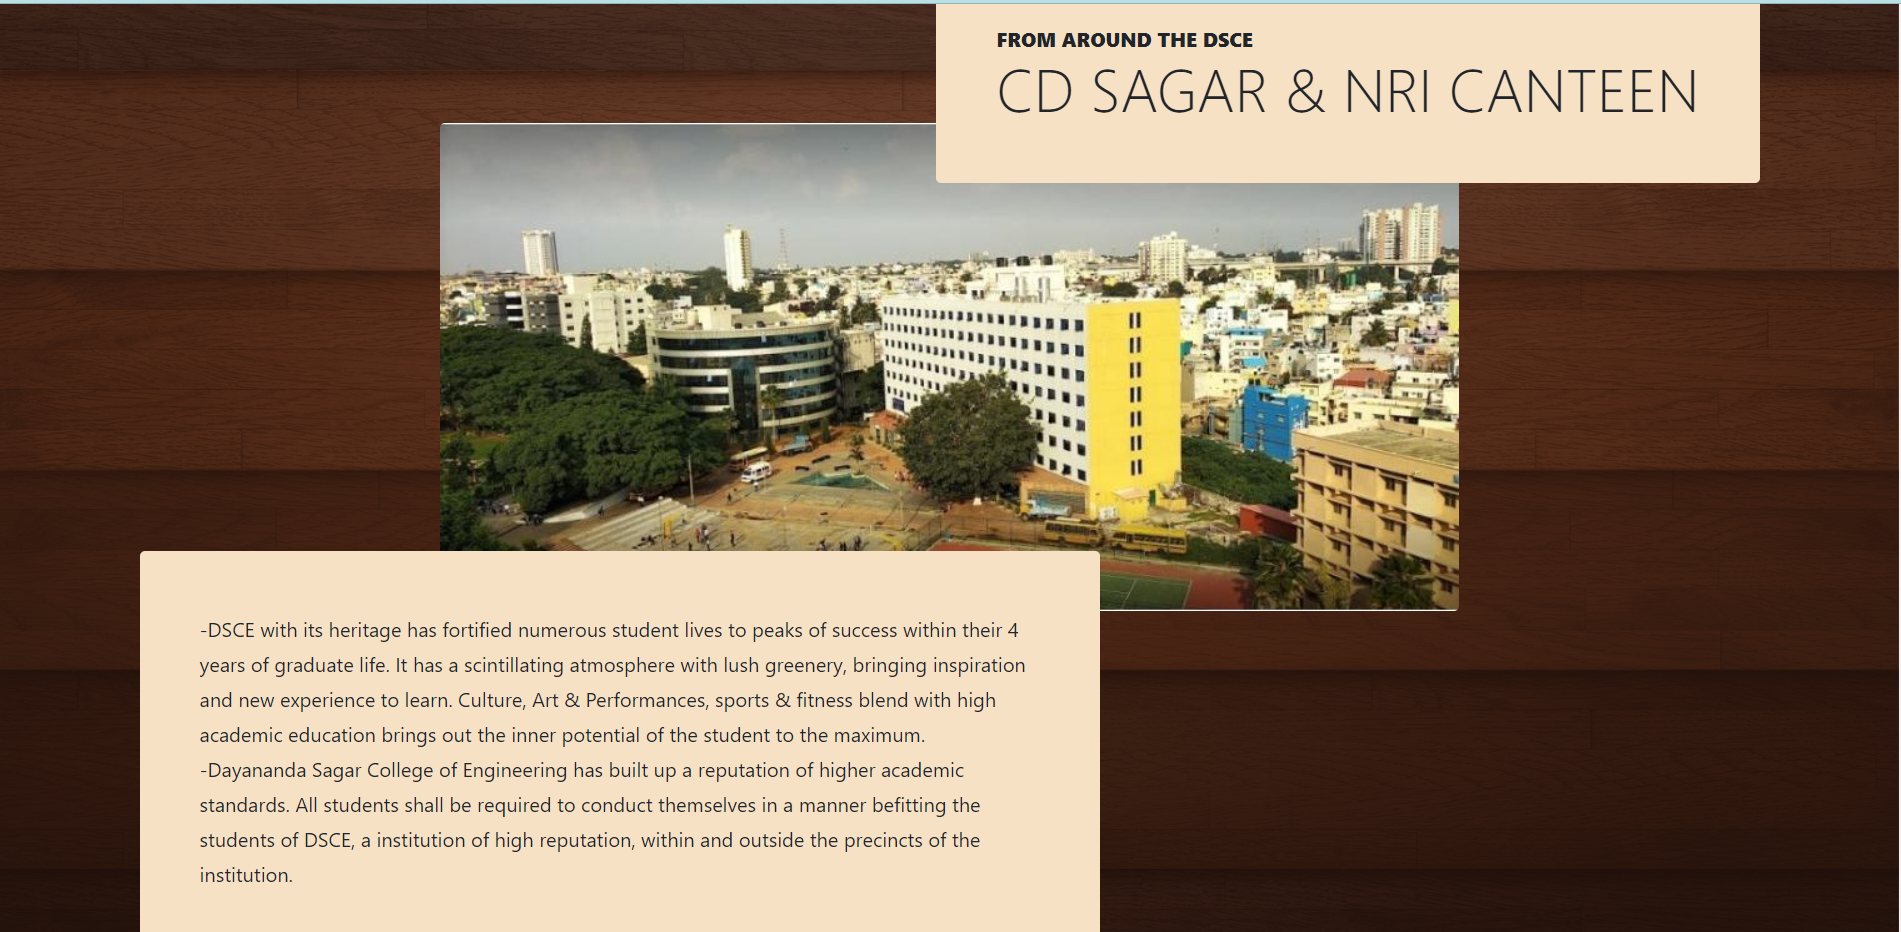 FROM AROUND THE DSCE
CD SAGAR & NRI CANTEEN
-DSCE with its heritage has fortified numerous student lives to peaks of success within their 4
years of graduate life. It has a scintillating atmosphere with lush greenery, bringing inspiration
and new experience to learn. Culture, Art & Performances, sports & fitness blend with high
academic education brings out the inner potential of the student to the maximum.
-Dayananda Sagar College of Engineering has built up a reputation of higher academic
standards. All students shall be required to conduct themselves in a manner befitting the
students of DSCE, a institution of high reputation, within and outside the precincts of the
institution.